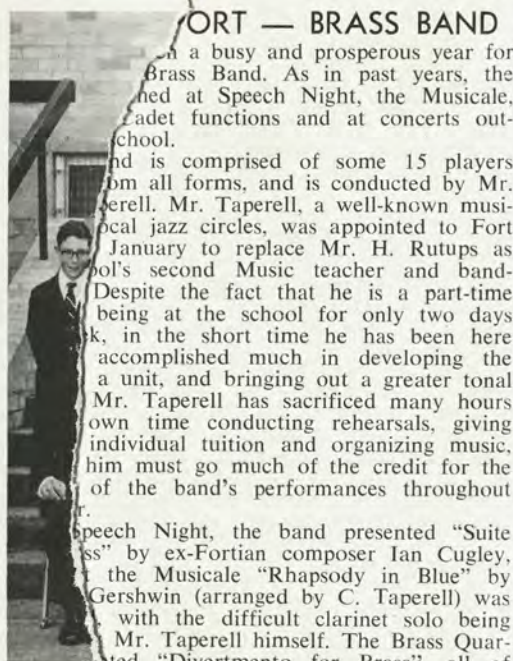 ORT — BRASS BAND
a busy and prosperous year for
Brass Band. As in past years, the
ned at Speech Night, the Musicale,
Cadet functions and at concerts out-
school.
nd is comprised of some 15 players
om all forms, and is conducted by Mr.
perell. Mr. Taperell, a well-known musi-
ocal jazz circles, was appointed to Fort
January to replace Mr. H. Rutups as
ool's second Music teacher and band-
Despite the fact that he is a part-time
being at the school for only two days
k, in the short time he has been here
accomplished much in developing the
a unit, and bringing out a greater tonal
Mr. Taperell has sacrificed many hours
own time conducting rehearsals, giving
individual tuition and organizing music,
him must go much of the credit for the
of the band's performances throughout
r.
Speech Night, the band presented “Suite
ss” by ex-Fortian composer Ian Cugley,
the Musicale “Rhapsody in Blue” by
Gershwin (arranged by C. Taperell) was
with the difficult clarinet solo being
Mr. Taperell himself. The Brass Quar-